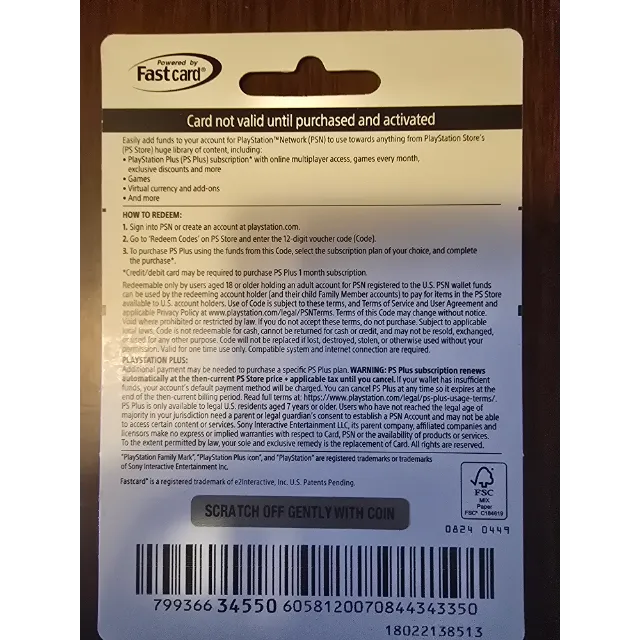 Powered by
Fastcard®
Card not valid until purchased and activated
Easily add funds to your account for PlayStation™Network (PSN) to use towards anything from PlayStation Store's
(PS Store) huge library of content, including:
• PlayStation Plus (PS Plus) subscription* with online multiplayer access, games every month,
exclusive discounts and more
• Games
• Virtual currency and add-ons
• And more
HOW TO REDEEM:
1. Sign into PSN or create an account at playstation.com.
2. Go to 'Redeem Codes' on PS Store and enter the 12-digit voucher code (Code).
3. To purchase PS Plus using the funds from this Code, select the subscription plan of your choice, and complete
the purchase*.
*Credit/debit card may be required to purchase PS Plus 1 month subscription.
Redeemable only by users aged 18 or older holding an adult account for PSN registered to the U.S. PSN wallet funds
can be used by the redeeming account holder (and their child Family Member accounts) to pay for items in the PS Store
available to U.S. account holders. Use of Code is subject to these terms, and Terms of Service and User Agreement and
applicable Privacy Policy at www.playstation.com/legal/PSNTerms. Terms of this Code may change without notice.
Void where prohibited or restricted by law. If you do not accept these terms, do not purchase. Subject to applicable
local laws. Code is not redeemable for cash, cannot be returned for cash or credit, and may not be resold, exchanged,
or used for any other purpose. Code will not be replaced if lost, destroyed, stolen, or otherwise used without your
permission. Valid for one time use only. Compatible system and internet connection are required.
PLAYSTATION PLUS:
Additional payment may be needed to purchase a specific PS Plus plan. WARNING: PS Plus subscription renews
automatically at the then-current PS Store price + applicable tax until you cancel. If your wallet has insufficient
funds, your account's default payment method will be charged. You can cancel PS Plus at any time so it expires at the
end of the then-current billing period. Read full terms at: https://www.playstation.com/legal/ps-plus-usage-terms/.
PS Plus is only available to legal U.S. residents aged 7 years or older. Users who have not reached the legal age of
majority in your jurisdiction need a parent or legal guardian's consent to establish a PSN Account and may not be able
to access certain content or services. Sony Interactive Entertainment LLC, its parent company, affiliated companies and
licensors make no express or implied warranties with respect to Card, PSN or the availability of products or services.
To the extent permitted by law, your sole and exclusive remedy is the replacement of Card. All rights are reserved.
"PlayStation Family Mark", "PlayStation Plus icon", and "PlayStation" are registered trademarks or trademarks
of Sony Interactive Entertainment Inc.
Fastcard® is a registered trademark of e2interactive, Inc. U.S. Patents Pending.
FSC
MIX
Paper
FSC® C184619
SCRATCH OFF GENTLY WITH COIN
0824 0449
799366 34550 6058120070844343350
18022138513